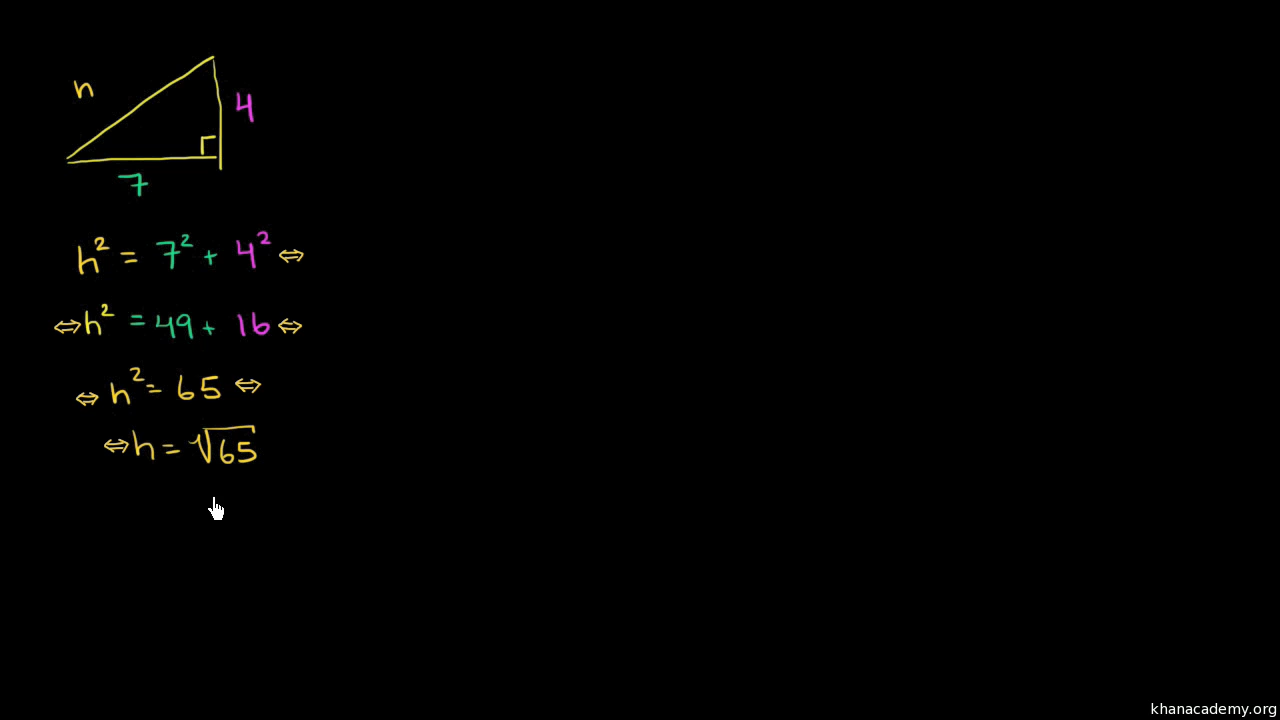 h
4
7
h² = 7² + 4² ⇔
⇔ h² = 49 + 16 ⇔
⇔ h² = 65 ⇔
⇔ h = √65
khanacademy.org